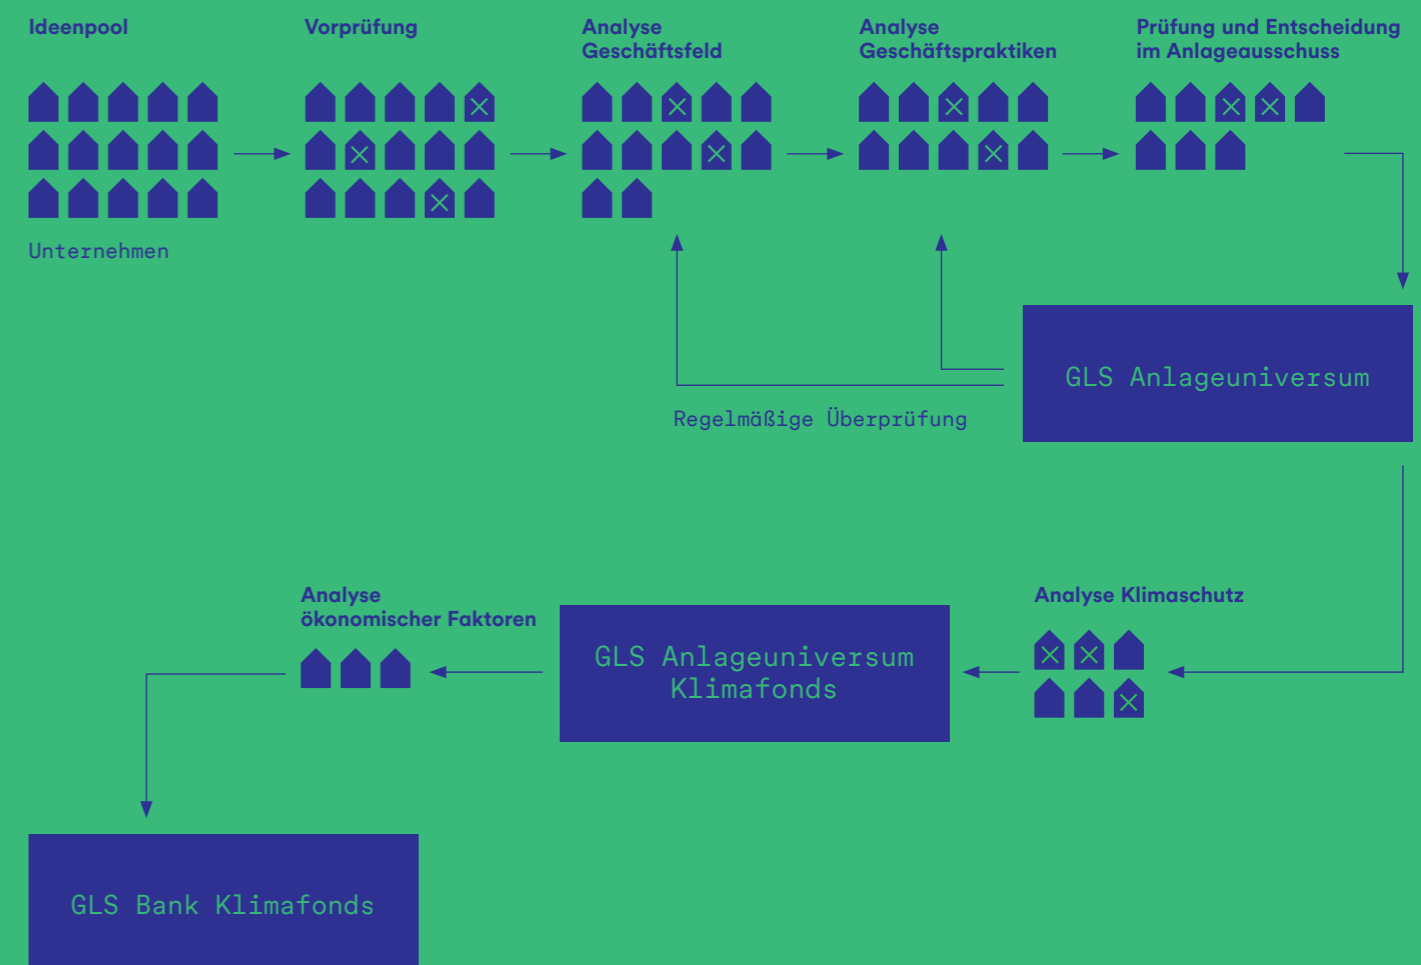 Ideenpool
Vorprüfung
Analyse
Geschäftsfeld
Analyse
Geschäftspraktiken
Prüfung und Entscheidung
im Anlageausschuss
Unternehmen
GLS Anlageuniversum
Regelmäßige Überprüfung
Analyse Klimaschutz
GLS Anlageuniversum
Klimafonds
Analyse
ökonomischer Faktoren
GLS Bank Klimafonds